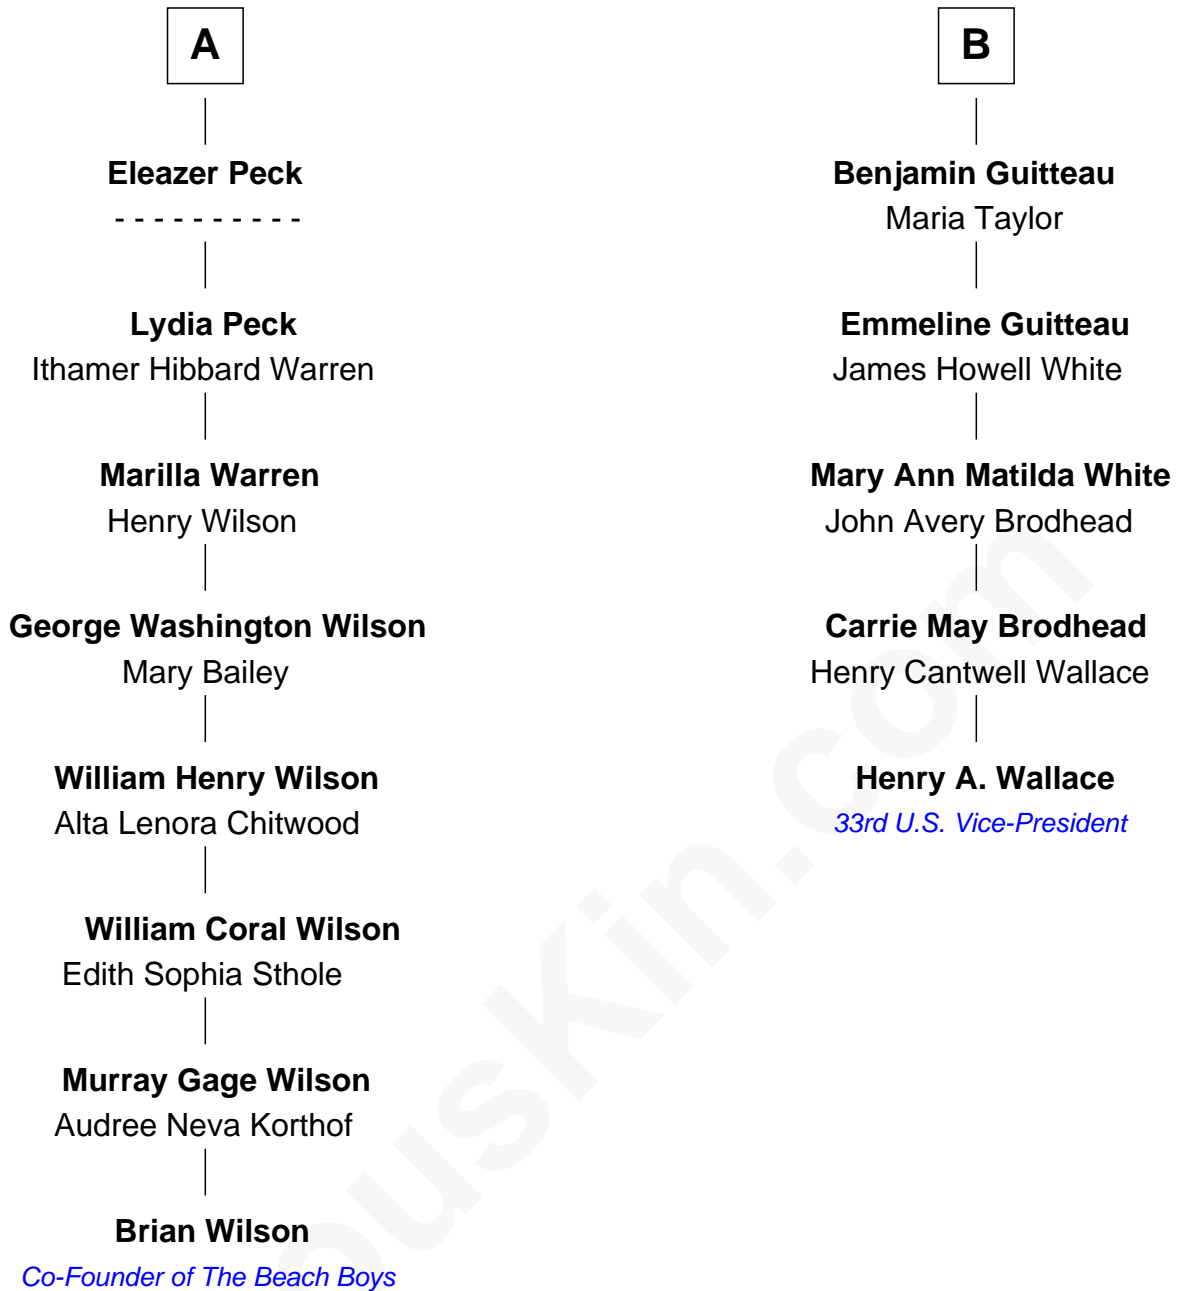 A
Eleazer Peck
- - - - - - - - - -
Lydia Peck
Ithamer Hibbard Warren
Marilla Warren
Henry Wilson
George Washington Wilson
Mary Bailey
William Henry Wilson
Alta Lenora Chitwood
William Coral Wilson
Edith Sophia Sthole
Murray Gage Wilson
Audree Neva Korthof
Brian Wilson
Co-Founder of The Beach Boys
B
Benjamin Guitteau
Maria Taylor
Emmeline Guitteau
James Howell White
Mary Ann Matilda White
John Avery Brodhead
Carrie May Brodhead
Henry Cantwell Wallace
Henry A. Wallace
33rd U.S. Vice-President
ousKin.com